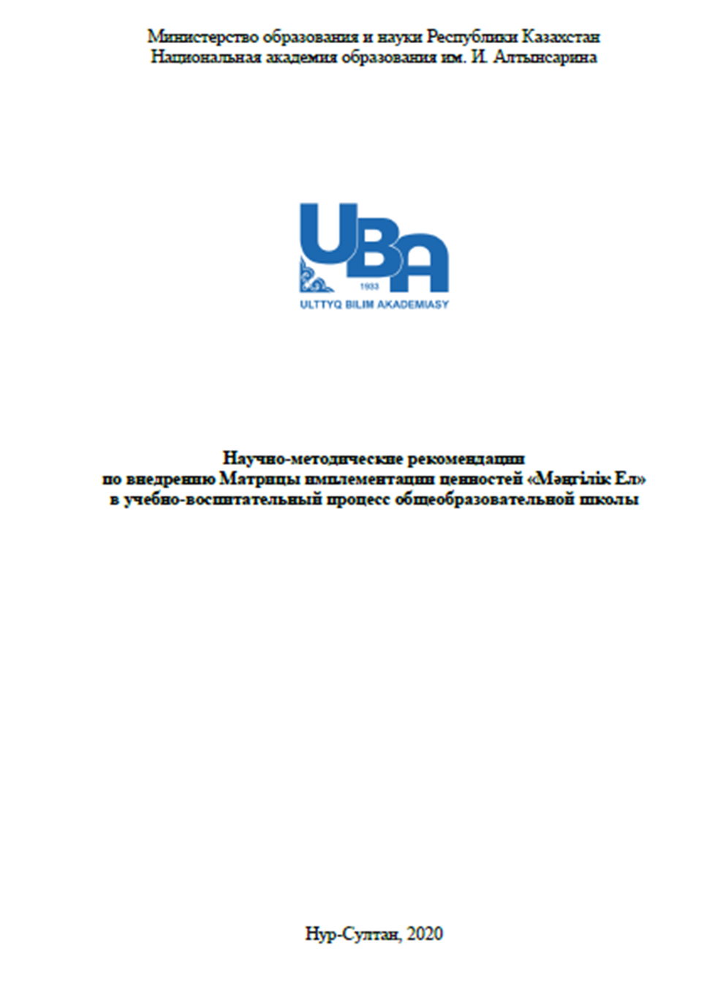 Министерство образования и науки Республики Казахстан
Национальная академия образования им. И. Алтынсарина
UBA
1933
ULTTYQ BILIM AKADEMIASY
Научно-методические рекомендации
по внедрению Матрицы имплементации ценностей «Мәңгілік Ел»
в учебно-воспитательный процесс общеобразовательной школы
Нур-Султан, 2020